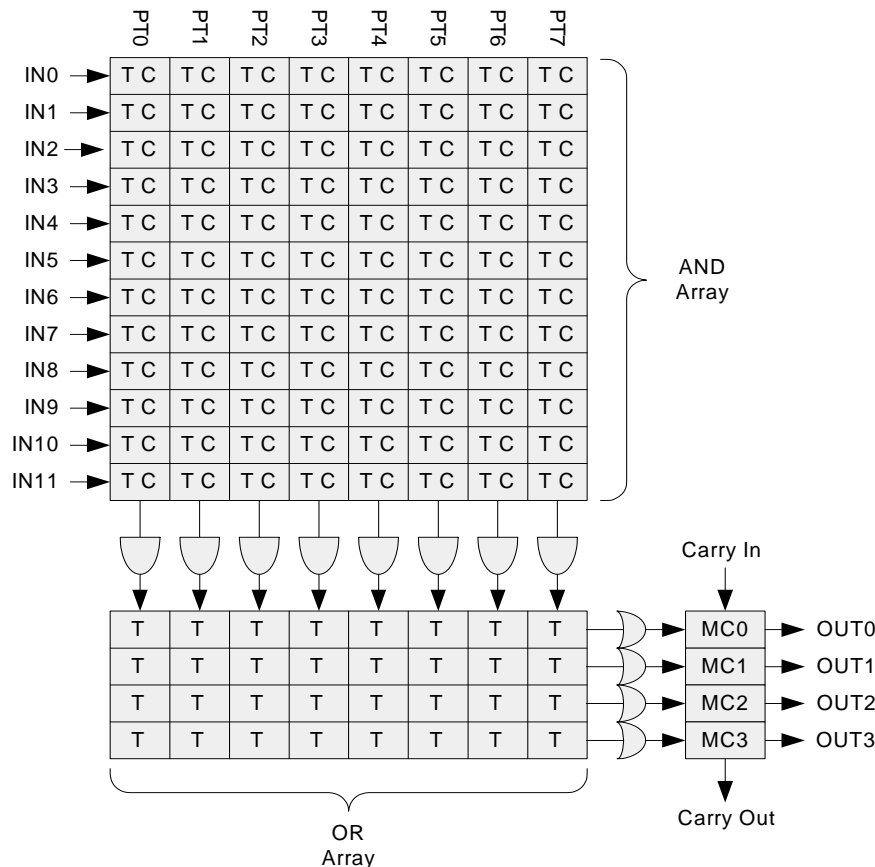 PT0 PT1 PT2 PT3 PT4 PT5 PT6 PT7
IN0 T C T C T C T C T C T C T C T C
IN1 T C T C T C T C T C T C T C T C
IN2 T C T C T C T C T C T C T C T C
IN3 T C T C T C T C T C T C T C T C
IN4 T C T C T C T C T C T C T C T C
IN5 T C T C T C T C T C T C T C T C
IN6 T C T C T C T C T C T C T C T C
IN7 T C T C T C T C T C T C T C T C
IN8 T C T C T C T C T C T C T C T C
IN9 T C T C T C T C T C T C T C T C
IN10 T C T C T C T C T C T C T C T C
IN11 T C T C T C T C T C T C T C T C
AND
Array
Carry In
T T T T T T T T MC0 OUT0
T T T T T T T T MC1 OUT1
T T T T T T T T MC2 OUT2
T T T T T T T T MC3 OUT3
Carry Out
OR
Array